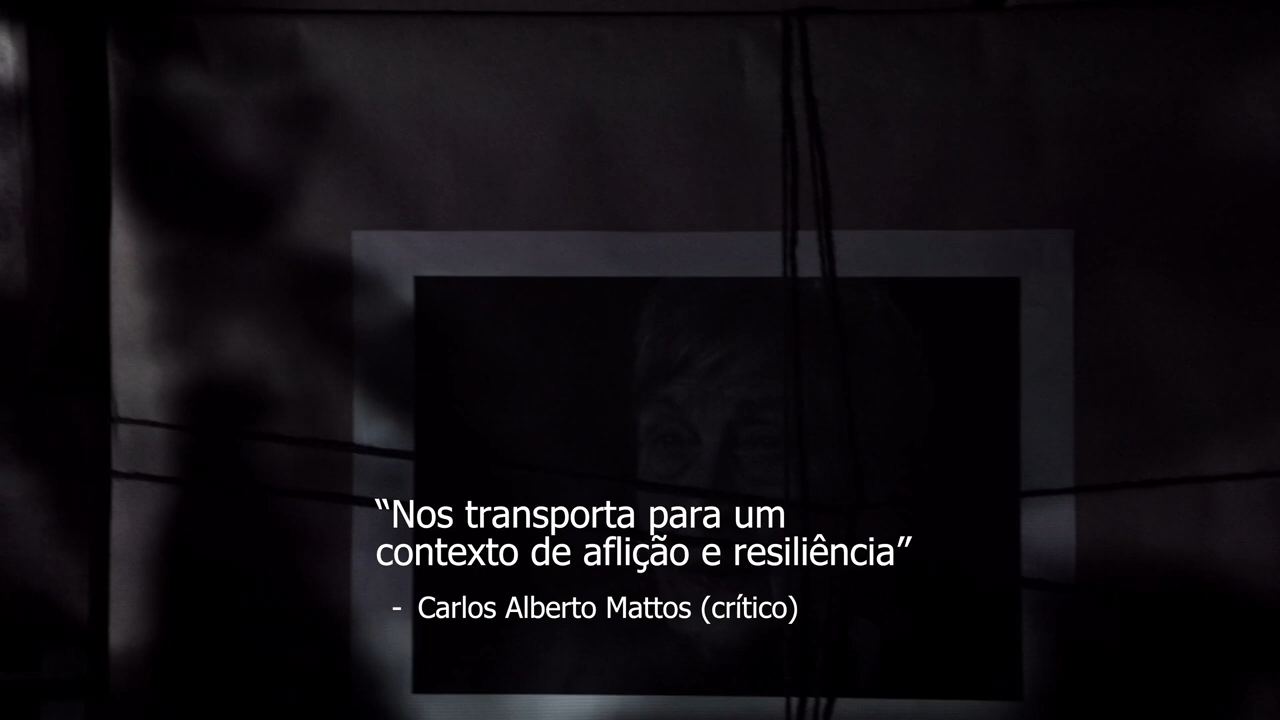 “Nos transporta para um
contexto de aflição e resiliência”
- Carlos Alberto Mattos (crítico)